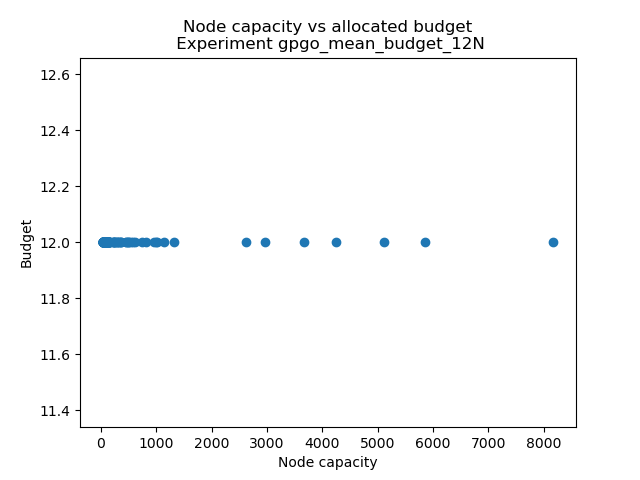 Node capacity vs allocated budget
Experiment gpgo_mean_budget_12N
12.6
12.4
12.2
12.0
11.8
11.6
11.4
Budget
0 1000 2000 3000 4000 5000 6000 7000 8000
Node capacity